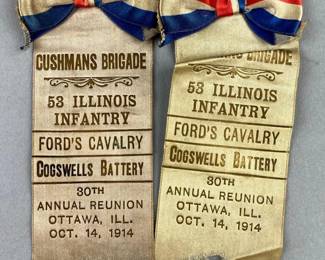 CUSHMANS BRIGADE
53 ILLINOIS
INFANTRY
FORD'S CAVALRY
COGSWELLS BATTERY
30TH
ANNUAL REUNION
OTTAWA, ILL.
OCT. 14, 1914
CUSHMANS BRIGADE
53 ILLINOIS
INFANTRY
FORD'S CAVALRY
COGSWELLS BATTERY
30TH
ANNUAL REUNION
OTTAWA, ILL.
OCT. 14, 1914